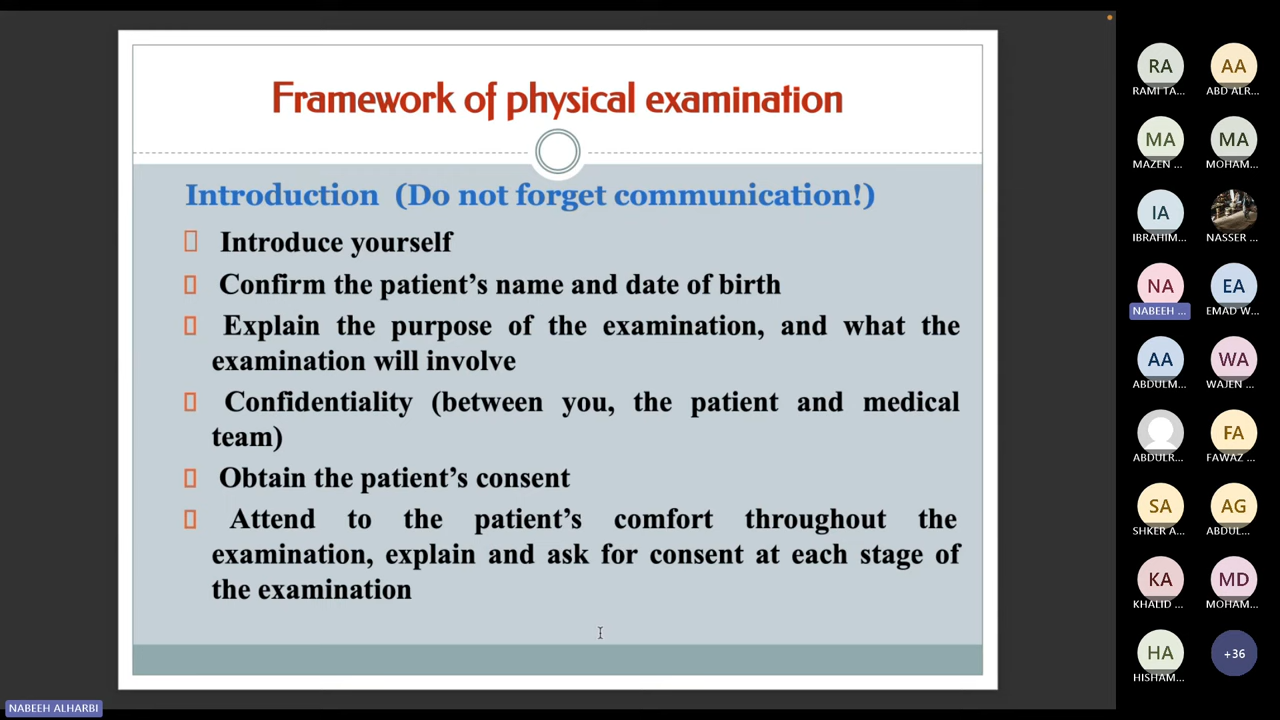 Framework of physical examination
Introduction (Do not forget communication!)
Introduce yourself
Confirm the patient's name and date of birth
Explain the purpose of the examination, and what the
examination will involve
Confidentiality (between you, the patient and medical
team)
Obtain the patient's consent
Attend to the patient's comfort throughout the
examination, explain and ask for consent at each stage of
the examination
RA
RAMI TA...
AA
ABD ALR...
MA
MAZEN ...
MA
MOHAM...
IA
IBRAHIM...
NASSER ...
NA
NABEEH ...
EA
EMAD W...
AA
ABDULM...
WA
WAJEN ...
ABDULR...
FA
FAWAZ ...
SA
SHKER A...
AG
ABDUL...
KA
KHALID ...
MD
MOHAM...
HA
HISHAM...
+36
NABEEH ALHARBI